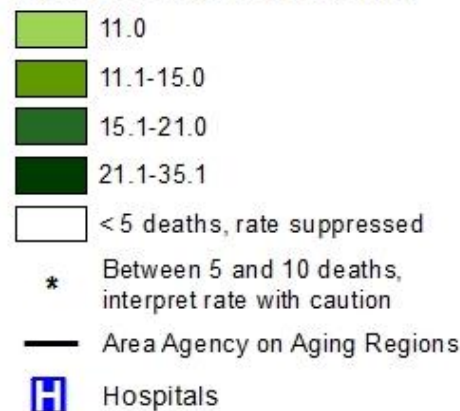 11.0
11.1-15.0
15.1-21.0
21.1-35.1
< 5 deaths, rate suppressed
* Between 5 and 10 deaths,
interpret rate with caution
Area Agency on Aging Regions
H Hospitals